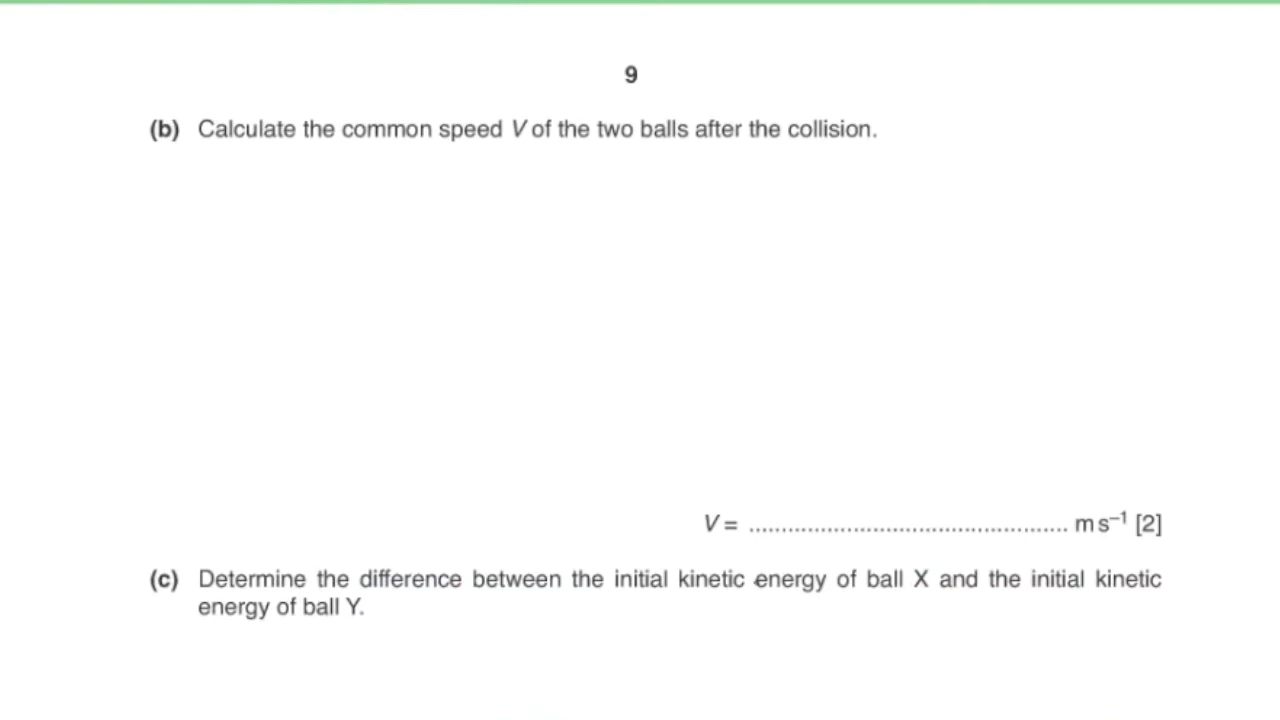 9
(b) Calculate the common speed V of the two balls after the collision.
V = ................................................ m s⁻¹ [2]
(c) Determine the difference between the initial kinetic energy of ball X and the initial kinetic
energy of ball Y.